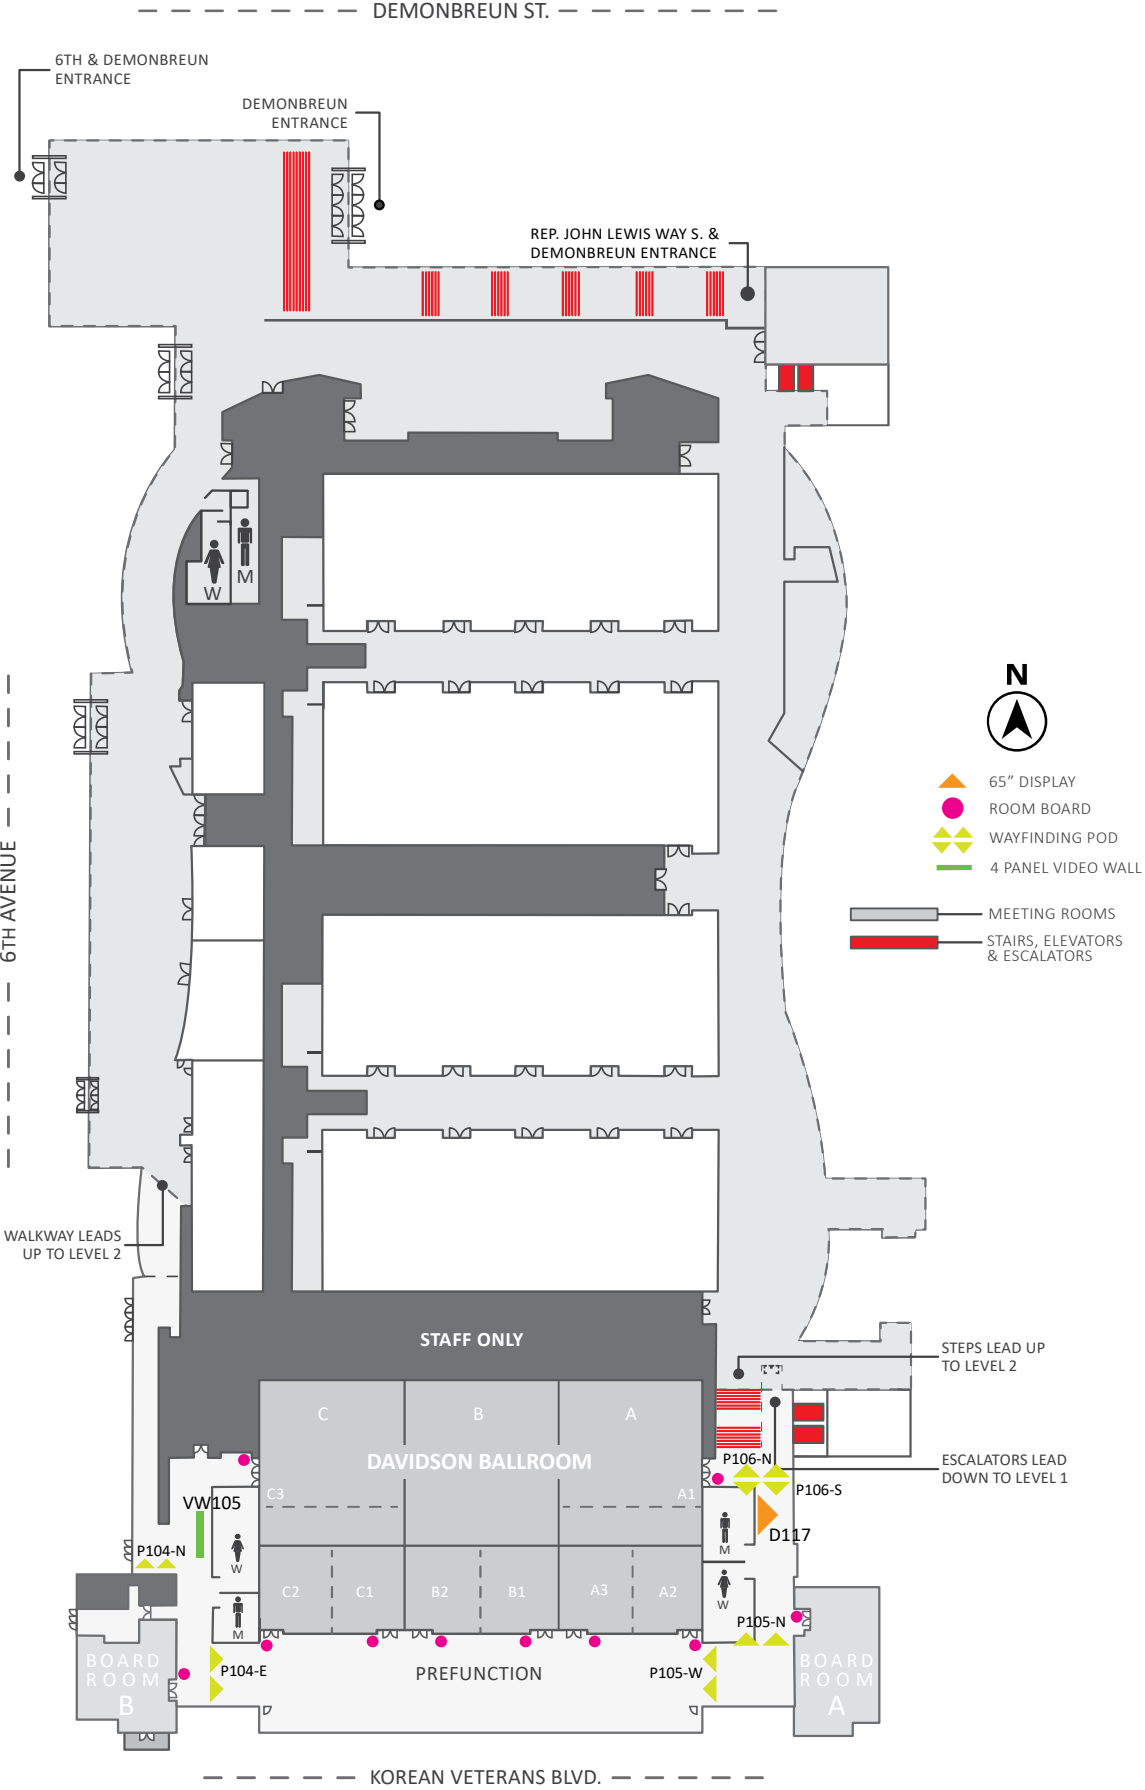 DEMONBREUN ST.
6TH & DEMONBREUN
ENTRANCE
DEMONBREUN
ENTRANCE
REP. JOHN LEWIS WAY S. &
DEMONBREUN ENTRANCE
W
M
N
65” DISPLAY
ROOM BOARD
WAYFINDING POD
4 PANEL VIDEO WALL
MEETING ROOMS
STAIRS, ELEVATORS
& ESCALATORS
6TH AVENUE
WALKWAY LEADS
UP TO LEVEL 2
STAFF ONLY
STEPS LEAD UP
TO LEVEL 2
C
B
A
DAVIDSON BALLROOM
P106-N
ESCALATORS LEAD
DOWN TO LEVEL 1
P106-S
C3
A1
VW105
D117
P104-N
W
M
C2
C1
B2
B1
A3
A2
W
M
P105-N
BOARD
ROOM
B
P104-E
PREFUNCTION
P105-W
BOARD
ROOM
A
KOREAN VETERANS BLVD.